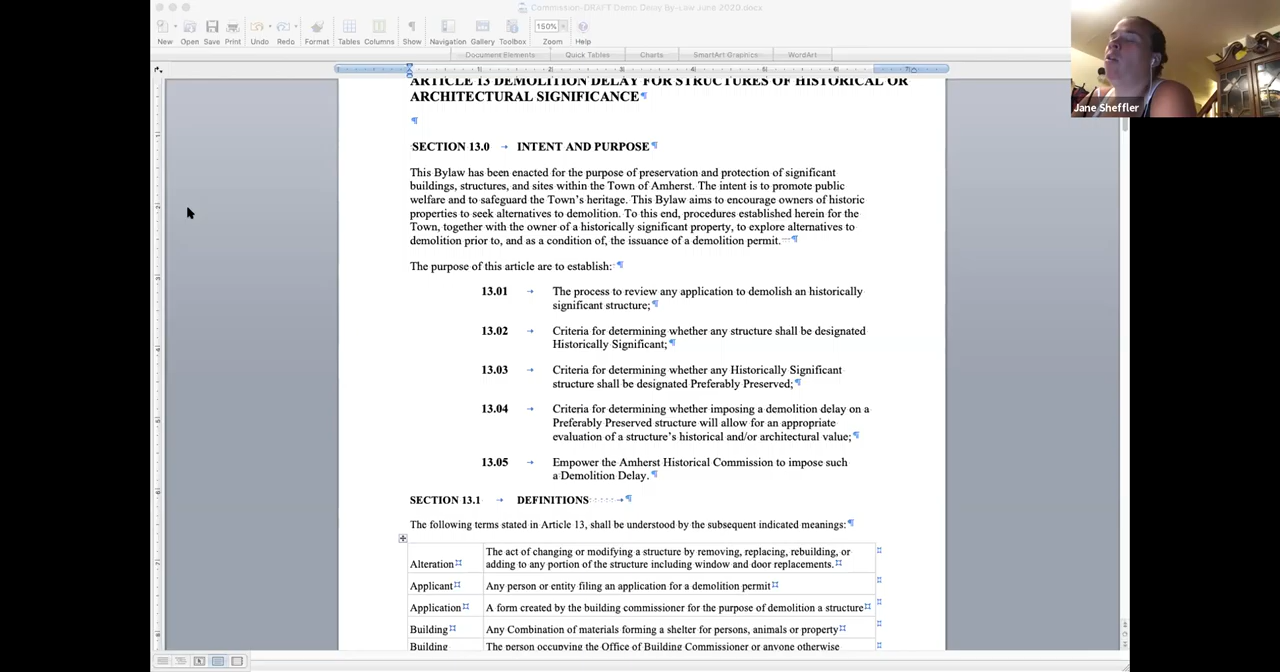 Commission-DRAFT Demo Delay by-Law June 2020.docx
New Open Save Print Undo Redo Format Tables Columns Show Navigation Gallery Toolbox Zoom Help
150%
Document Elements Quick Tables Charts SmartArt Graphics WordArt
Jane Sheffler
ARTICLE 13 DEMOLITION DELAY FOR STRUCTURES OF HISTORICAL OR
ARCHITECTURAL SIGNIFICANCE
SECTION 13.0 INTENT AND PURPOSE
This Bylaw has been enacted for the purpose of preservation and protection of significant
buildings, structures, and sites within the Town of Amherst. The intent is to promote public
welfare and to safeguard the Town's heritage. This Bylaw aims to encourage owners of historic
properties to seek alternatives to demolition. To this end, procedures established herein for the
Town, together with the owner of a historically significant property, to explore alternatives to
demolition prior to, and as a condition of, the issuance of a demolition permit.
The purpose of this article are to establish:
13.01 The process to review any application to demolish an historically
significant structure;
13.02 Criteria for determining whether any structure shall be designated
Historically Significant;
13.03 Criteria for determining whether any Historically Significant
structure shall be designated Preferably Preserved;
13.04 Criteria for determining whether imposing a demolition delay on a
Preferably Preserved structure will allow for an appropriate
evaluation of a structure's historical and/or architectural value;
13.05 Empower the Amherst Historical Commission to impose such
a Demolition Delay.
SECTION 13.1 DEFINITIONS
The following terms stated in Article 13, shall be understood by the subsequent indicated meanings:
The act of changing or modifying a structure by removing, replacing, rebuilding, or
Alteration adding to any portion of the structure including window and door replacements.
Applicant Any person or entity filing an application for a demolition permit
Application A form created by the building commissioner for the purpose of demolition a structure
Building Any Combination of materials forming a shelter for persons, animals or property
Building The person occupying the Office of Building Commissioner or anyone otherwise